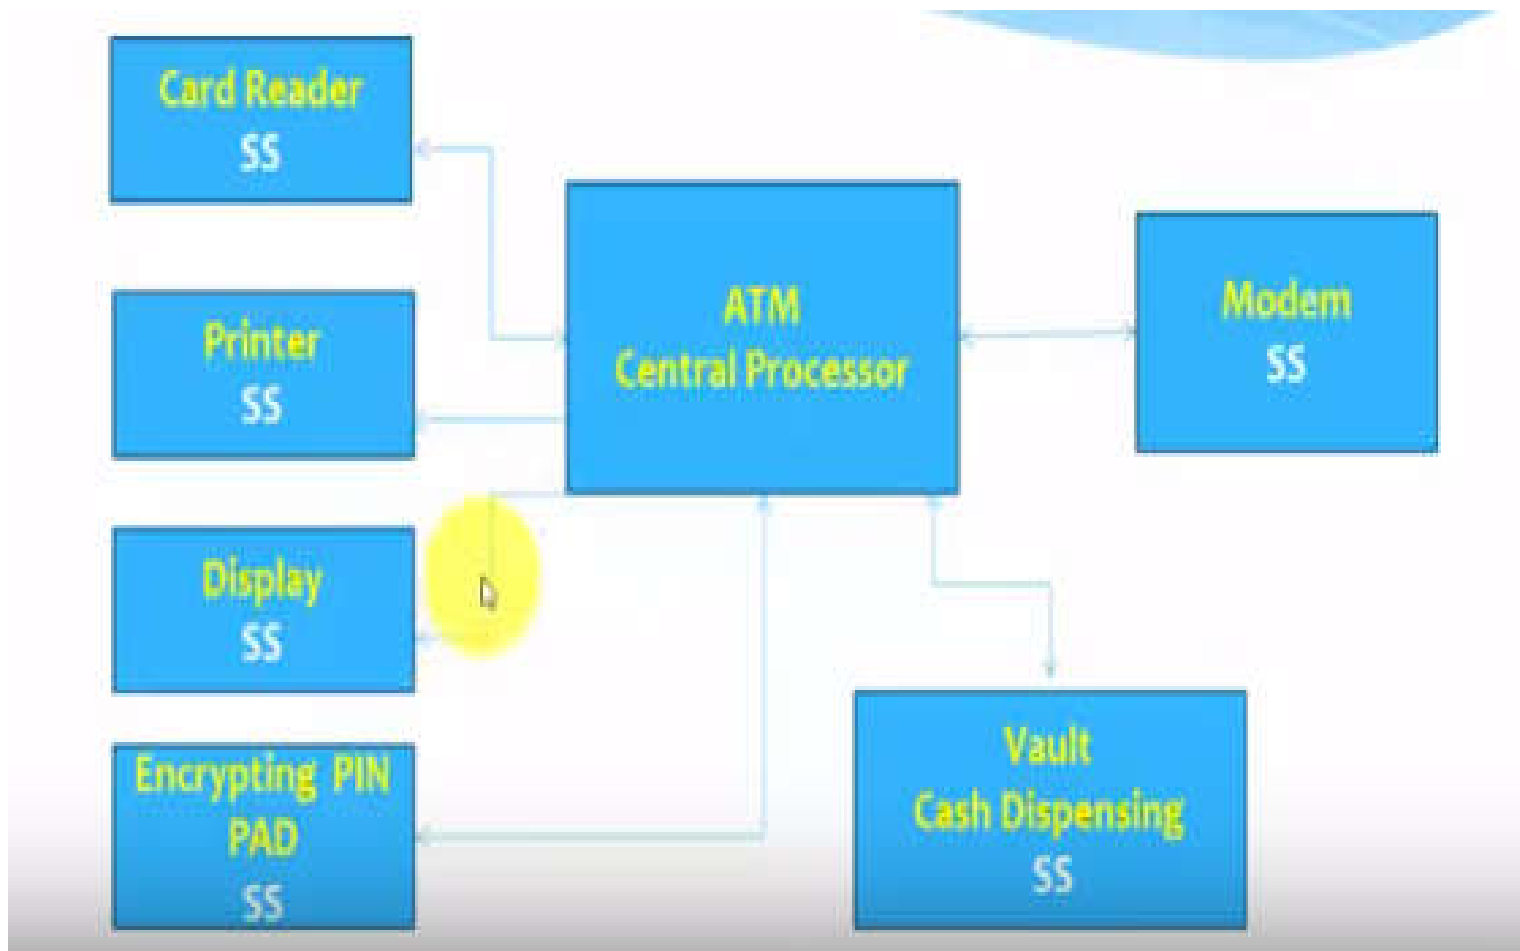 Card Reader
SS
Printer
SS
Display
SS
Encrypting PIN
PAD
SS
ATM
Central Processor
Modem
SS
Vault
Cash Dispensing
SS